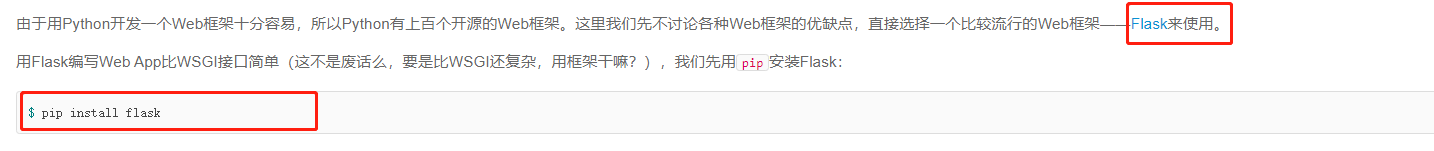 由于用Python开发一个Web框架十分容易，所以Python有上百个开源的Web框架。这里我们先不讨论各种Web框架的优缺点，直接选择一个比较流行的Web框架——Flask来使用。
用Flask编写Web App比WSGI接口简单（这不是废话么，要是比WSGI还复杂，用框架干嘛？），我们先用pip安装Flask：
$ pip install flask